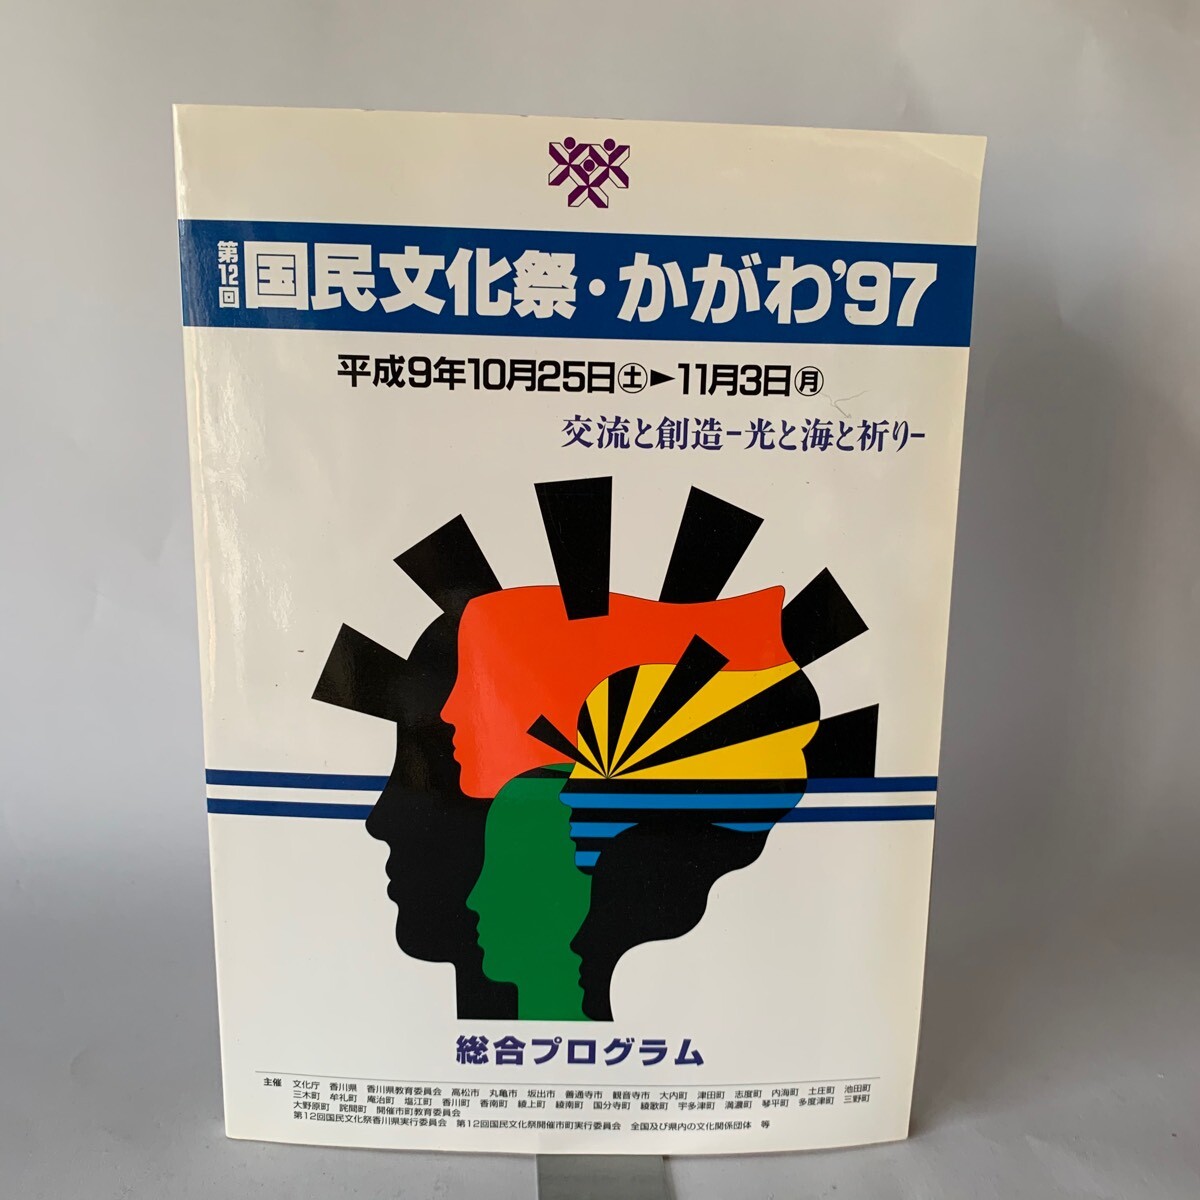 第12回 国民文化祭・かがわ'97
平成9年10月25日㊏▶11月3日㊊
交流と創造－光と海と祈り－
総合プログラム
主催 文化庁 香川県 香川県教育委員会 高松市 丸亀市 坂出市 善通寺市 観音寺市 大内町 津田町 志度町 内海町 土庄町 池田町
三木町 牟礼町 庵治町 塩江町 香川町 香南町 綾上町 綾南町 国分寺町 綾歌町 宇多津町 満濃町 琴平町 多度津町 三野町
大野原町 詫間町 開催市町教育委員会
第12回国民文化祭香川県実行委員会 第12回国民文化祭開催市町実行委員会 全国及び県内の文化関係団体 等